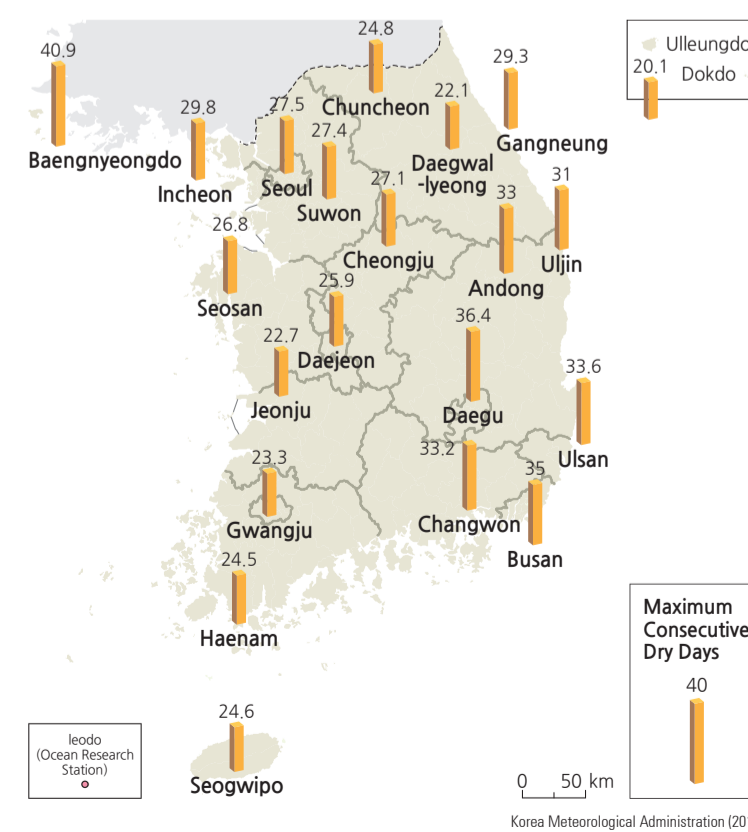 24.8
40.9
Ulleungdo
29.3
20.1
Dokdo
22.1
29.8
27.5
Chuncheon
27.4
Gangneung
Baengnyeongdo
Daegwal
-lyeong
Incheon
Seoul
27.1
31
33
Suwon
26.8
Cheongju
Uljin
25.9
Andong
Seosan
36.4
22.7
Daejeon
33.6
Jeonju
Daegu
33.2
23.3
Ulsan
35
Gwangju
Changwon
24.5
Busan
Maximum
Consecutive
Dry Days
Haenam
40
24.6
Ieodo
(Ocean Research
Station)
Seogwipo
0 50 km
Korea Meteorological Administration (20